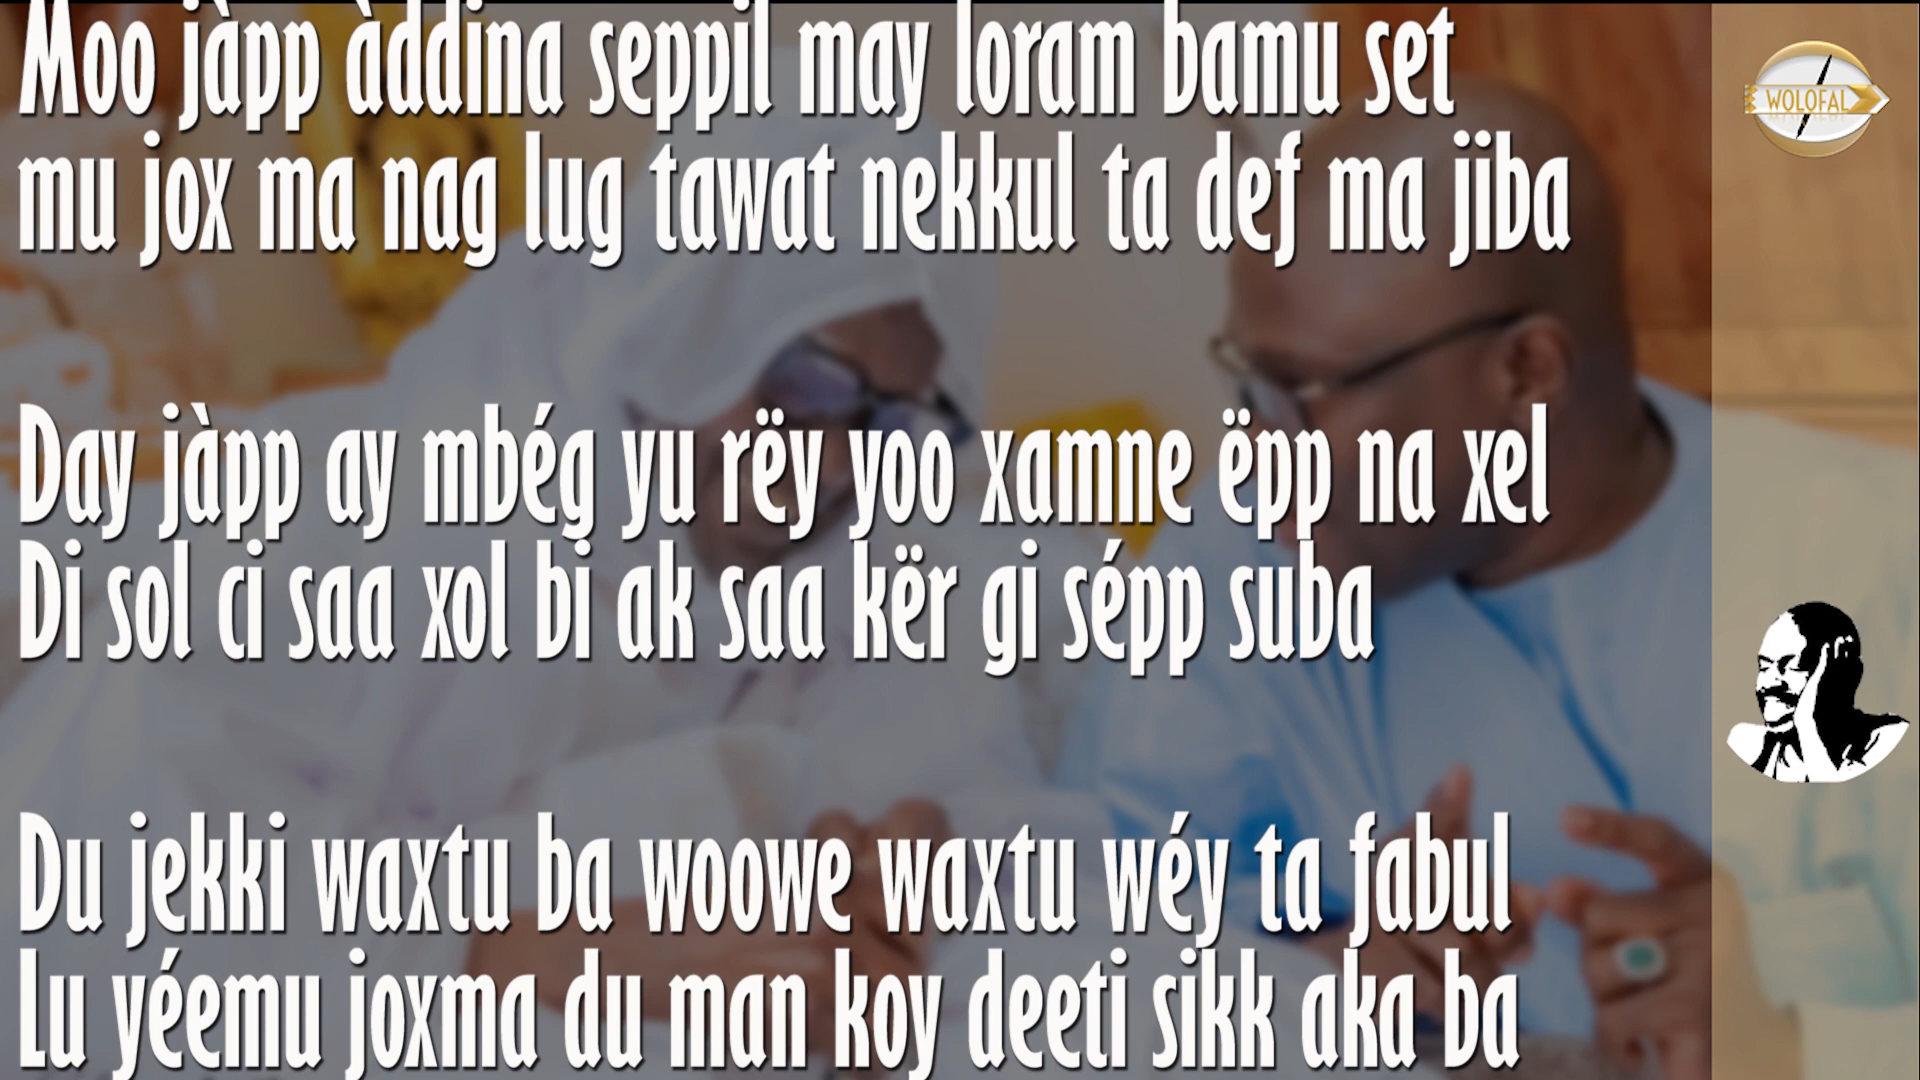 Moo jàpp àddina seppil may loram bamu set
WOLOFAL
mu jox ma nag lug tawat nekkul ta def ma jiba
Day jàpp ay mbég yu rëy yoo xamne ëpp na xel
Di sol ci saa xol bi ak saa kër gi sépp suba
Du jekki waxtu ba woowe waxtu wéy ta fabul
Lu yéemu joxma du man koy deeti sikk aka ba